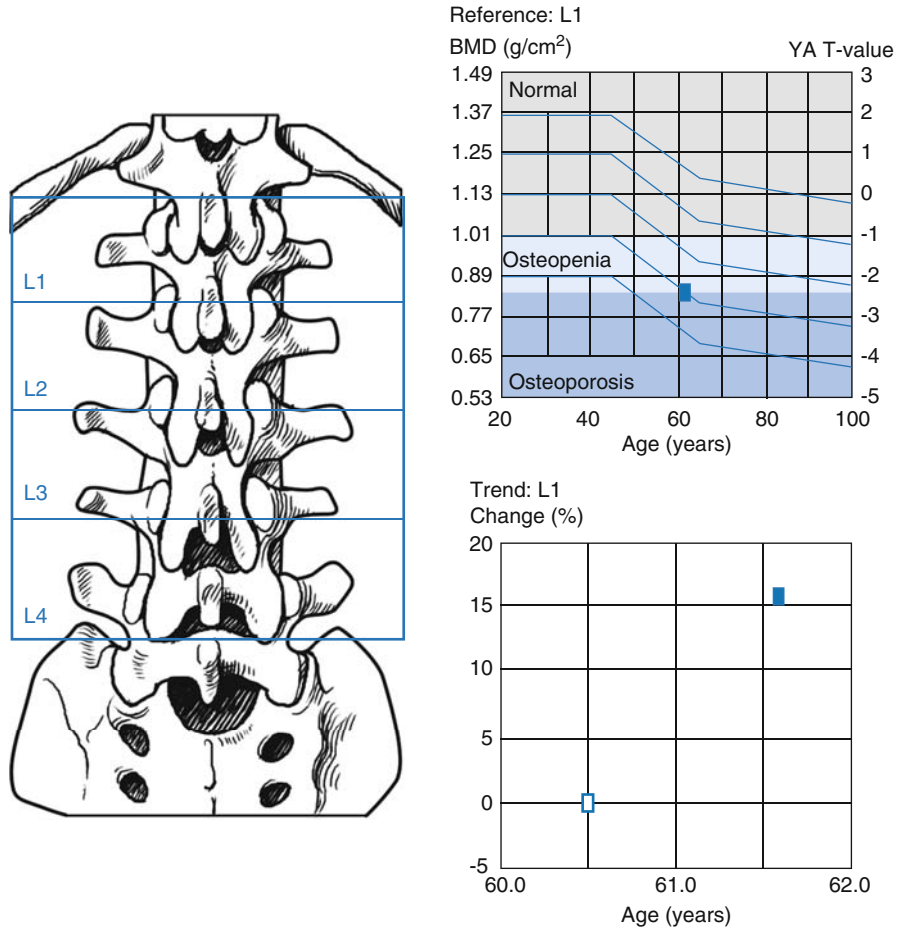 L1
L2
L3
L4
Reference: L1
BMD (g/cm²) YA T-value
1.49 3
Normal
1.37 2
1.25 1
1.13 0
1.01 -1
Osteopenia
0.89 -2
0.77 -3
0.65 -4
Osteoporosis
0.53 -5
20 40 60 80 100
Age (years)
Trend: L1
Change (%)
20
15
10
5
0
-5
60.0 61.0 62.0
Age (years)